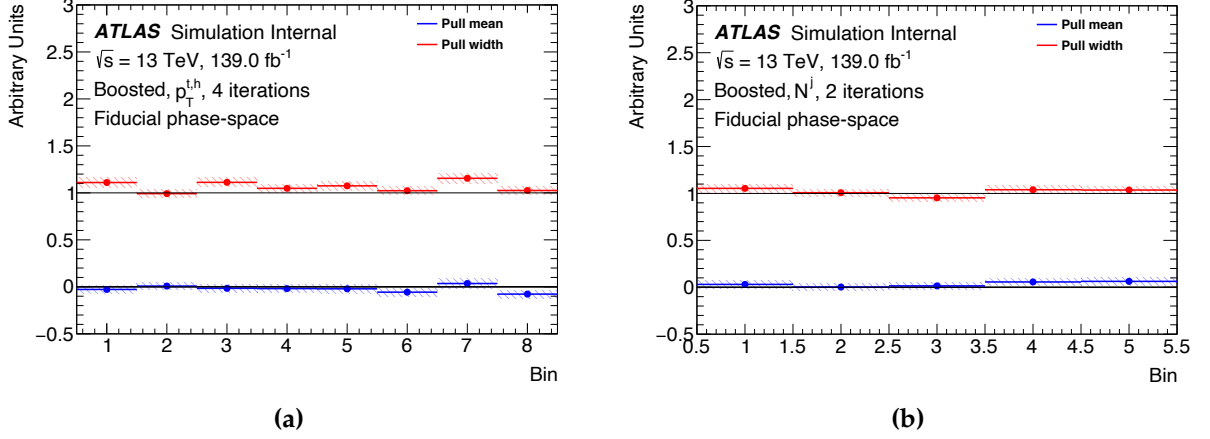 ATLAS Simulation Internal
√s = 13 TeV, 139.0 fb⁻¹
Boosted, p_T^{t,h}, 4 iterations
Fiducial phase-space
Pull mean
Pull width
Arbitrary Units
3
2.5
2
1.5
1
0.5
0
−0.5
1 2 3 4 5 6 7 8
Bin
(a)
ATLAS Simulation Internal
√s = 13 TeV, 139.0 fb⁻¹
Boosted, N^j, 2 iterations
Fiducial phase-space
Pull mean
Pull width
Arbitrary Units
3
2.5
2
1.5
1
0.5
0
−0.5
0.5 1 1.5 2 2.5 3 3.5 4 4.5 5 5.5
Bin
(b)